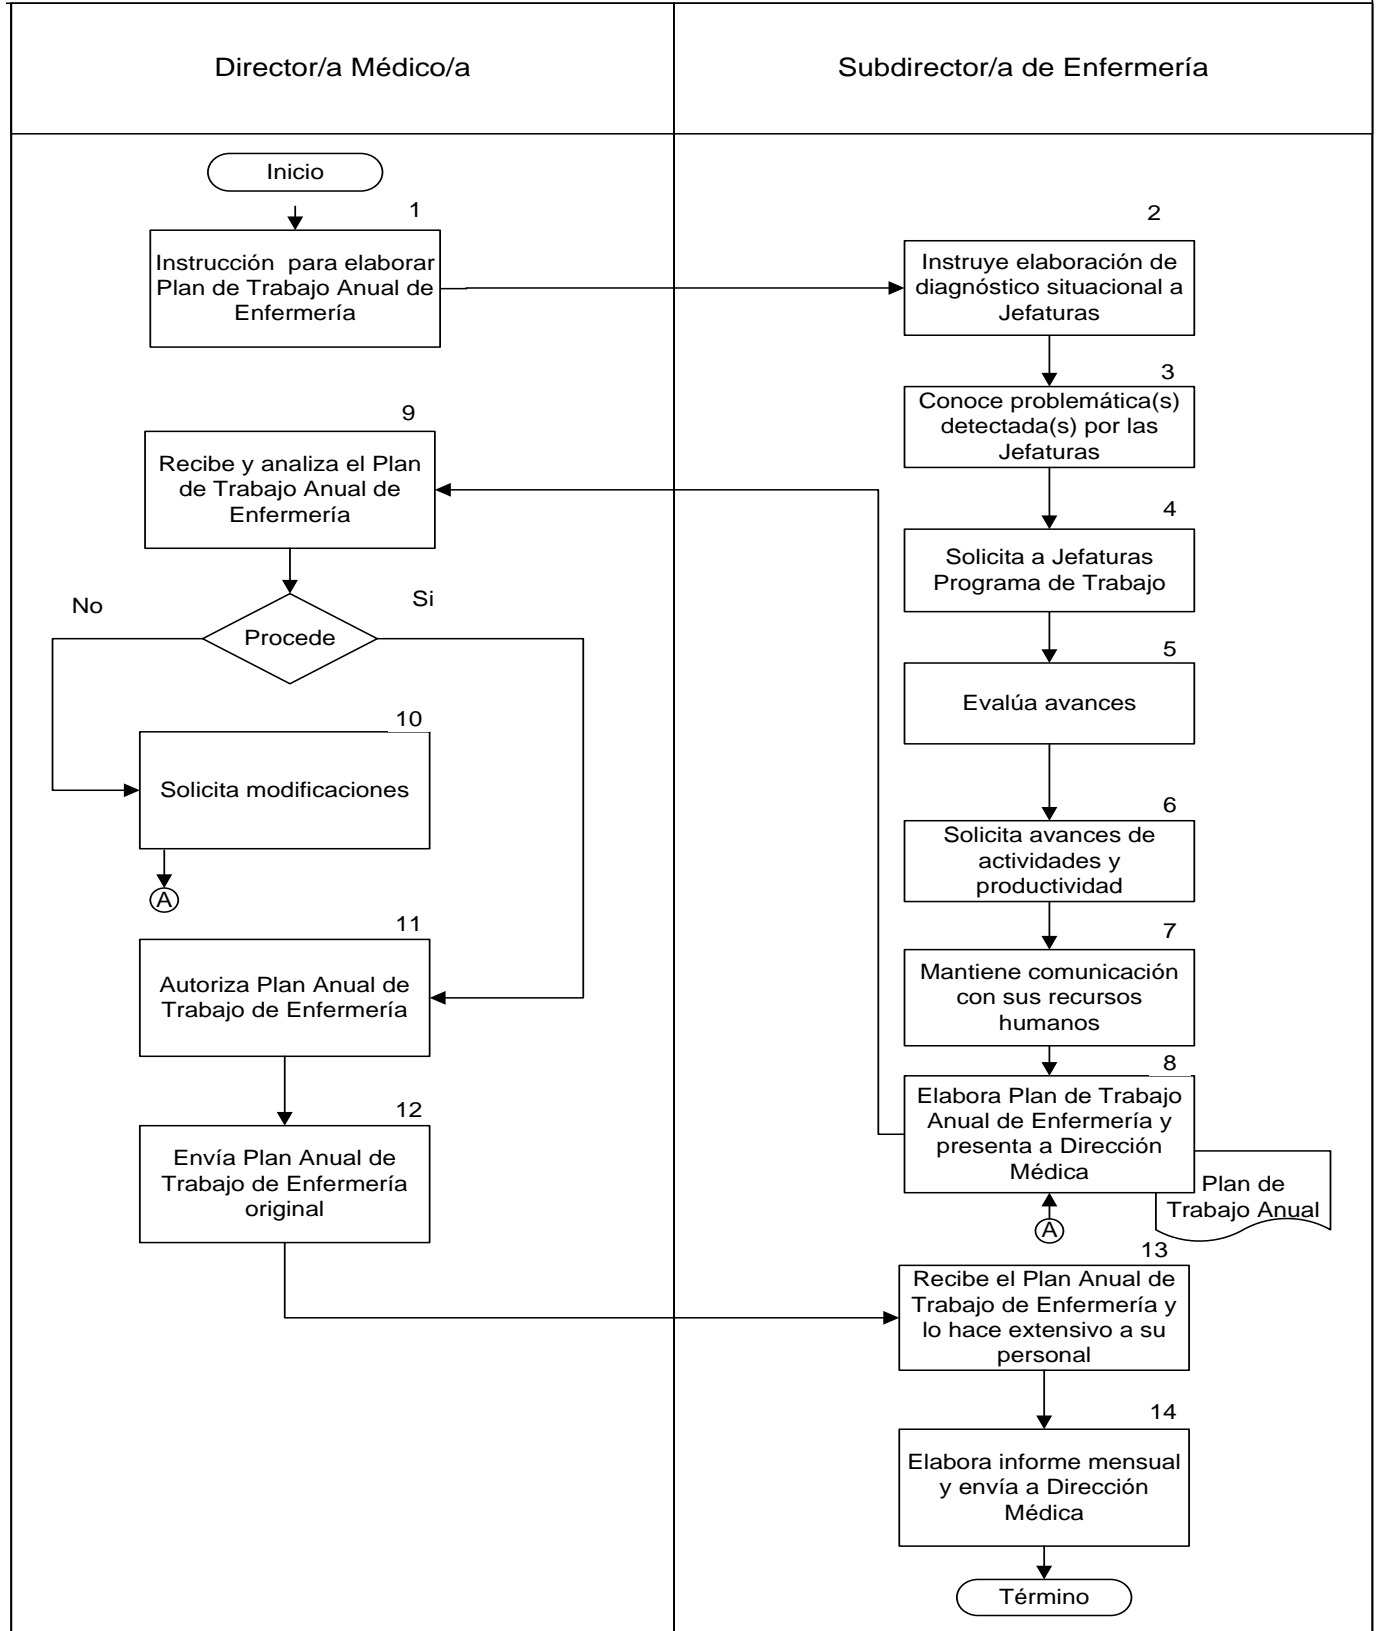 Director/a Médico/a
Subdirector/a de Enfermería
Inicio
1
Instrucción para elaborar
Plan de Trabajo Anual de
Enfermería
2
Instruye elaboración de
diagnóstico situacional a
Jefaturas
3
Conoce problemática(s)
detectada(s) por las
Jefaturas
4
Solicita a Jefaturas
Programa de Trabajo
5
Evalúa avances
6
Solicita avances de
actividades y
productividad
7
Mantiene comunicación
con sus recursos
humanos
8
Elabora Plan de Trabajo
Anual de Enfermería y
presenta a Dirección
Médica
Plan de
Trabajo Anual
A
9
Recibe y analiza el Plan
de Trabajo Anual de
Enfermería
Procede
No
Si
10
Solicita modificaciones
A
11
Autoriza Plan Anual de
Trabajo de Enfermería
12
Envía Plan Anual de
Trabajo de Enfermería
original
13
Recibe el Plan Anual de
Trabajo de Enfermería y
lo hace extensivo a su
personal
14
Elabora informe mensual
y envía a Dirección
Médica
Término